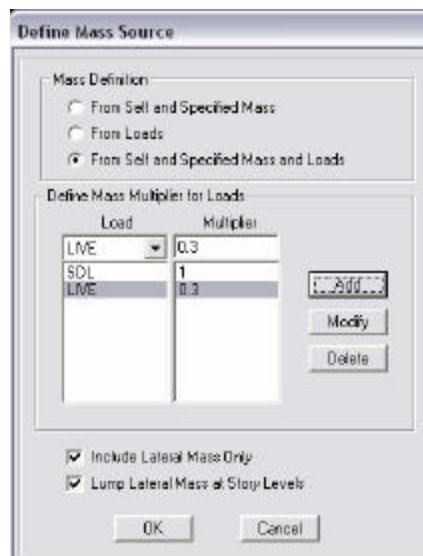 Define Mass Source
Mass Definition
From Self and Specified Mass
From Loads
From Self and Specified Mass and Loads
Define Mass Multiplier for Loads
Load Multiplier
LIVE 0.3
SDL 1
LIVE 0.3
Add
Modify
Delete
Include Lateral Mass Only
Lump Lateral Mass at Story Levels
OK Cancel